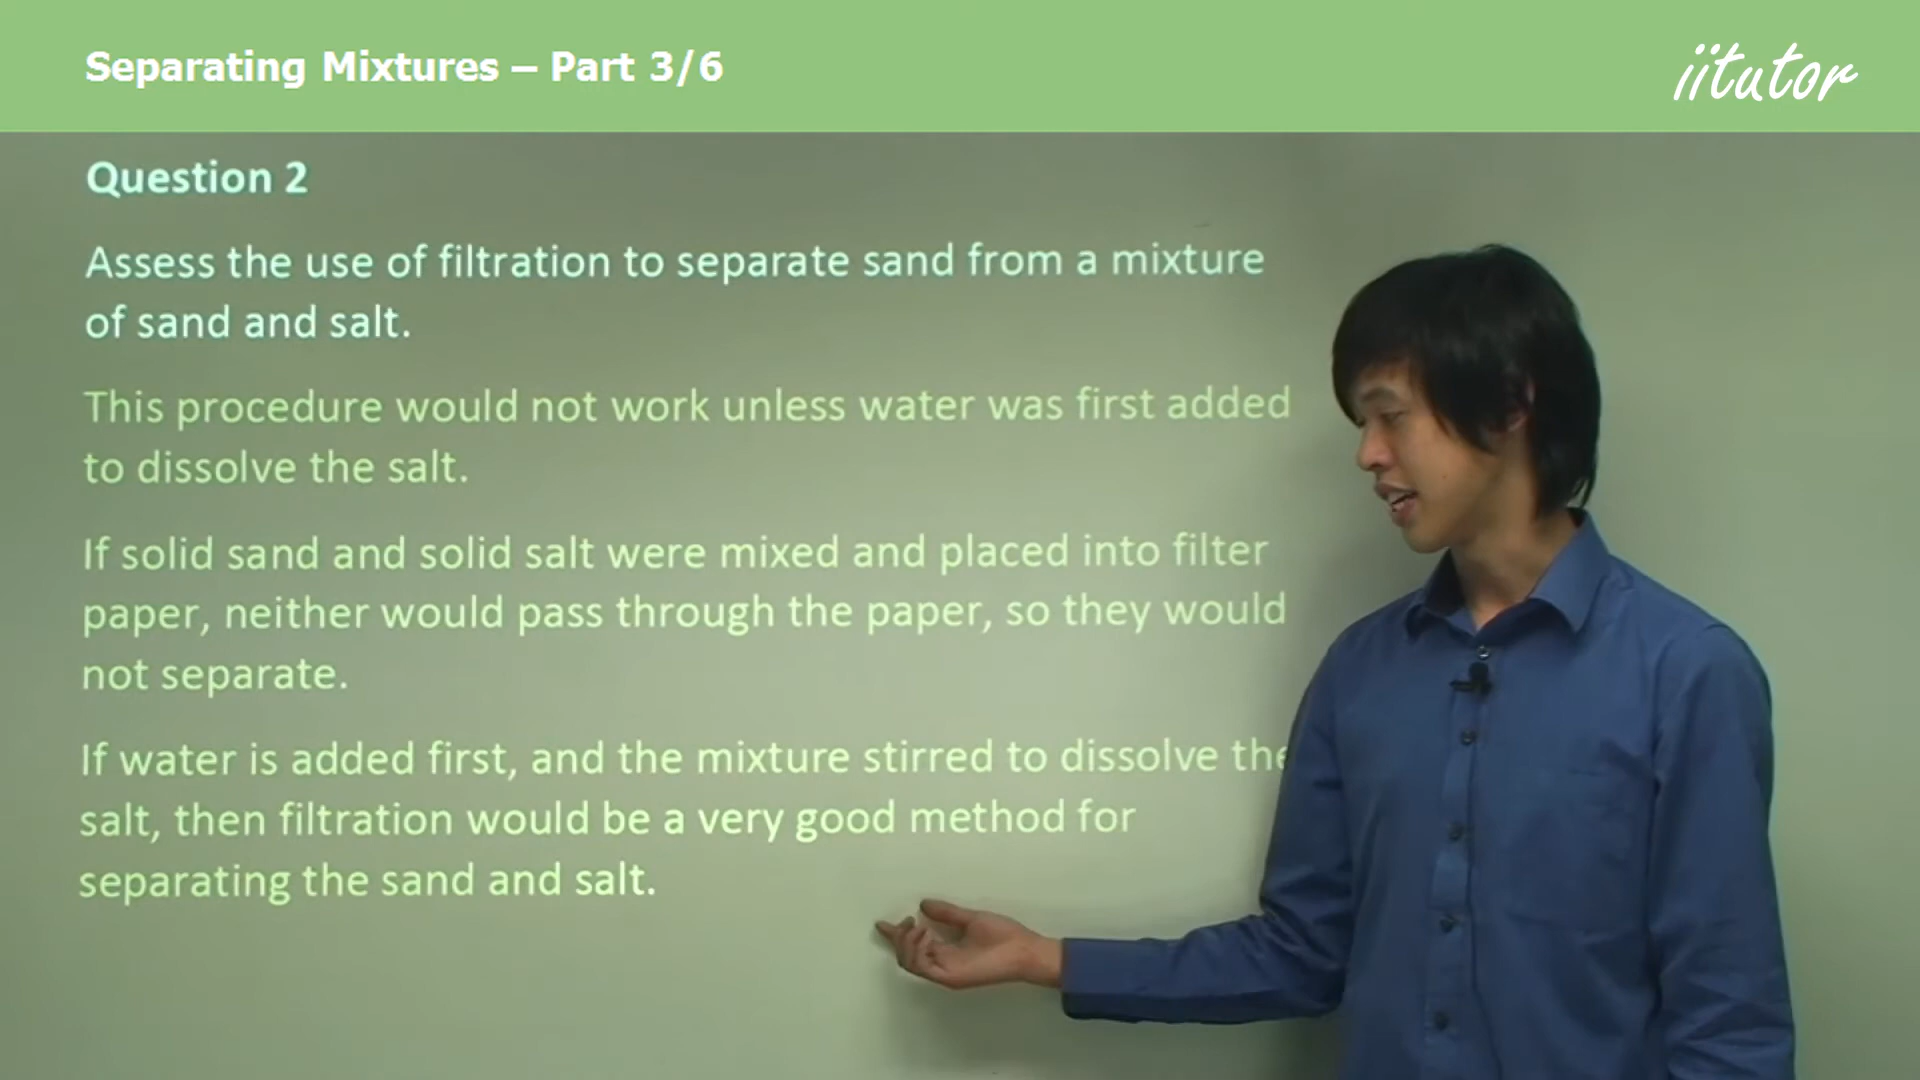 Separating Mixtures – Part 3/6
iitutor
Question 2
Assess the use of filtration to separate sand from a mixture
of sand and salt.
This procedure would not work unless water was first added
to dissolve the salt.
If solid sand and solid salt were mixed and placed into filter
paper, neither would pass through the paper, so they would
not separate.
If water is added first, and the mixture stirred to dissolve the
salt, then filtration would be a very good method for
separating the sand and salt.